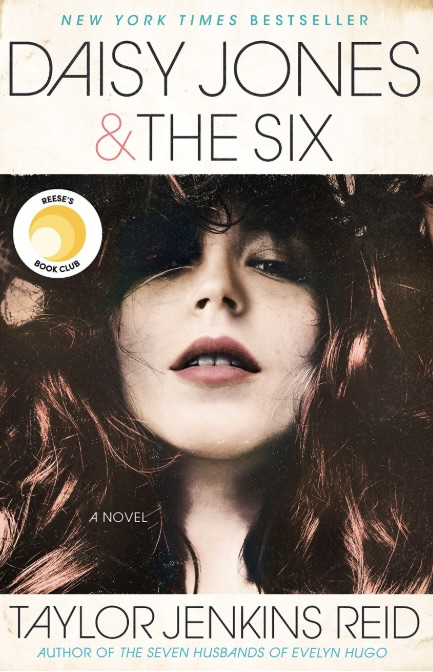 NEW YORK TIMES BESTSELLER
DAISY JONES
& THE SIX
REESE'S
BOOK CLUB
A NOVEL
TAYLOR JENKINS REID
AUTHOR OF THE SEVEN HUSBANDS OF EVELYN HUGO